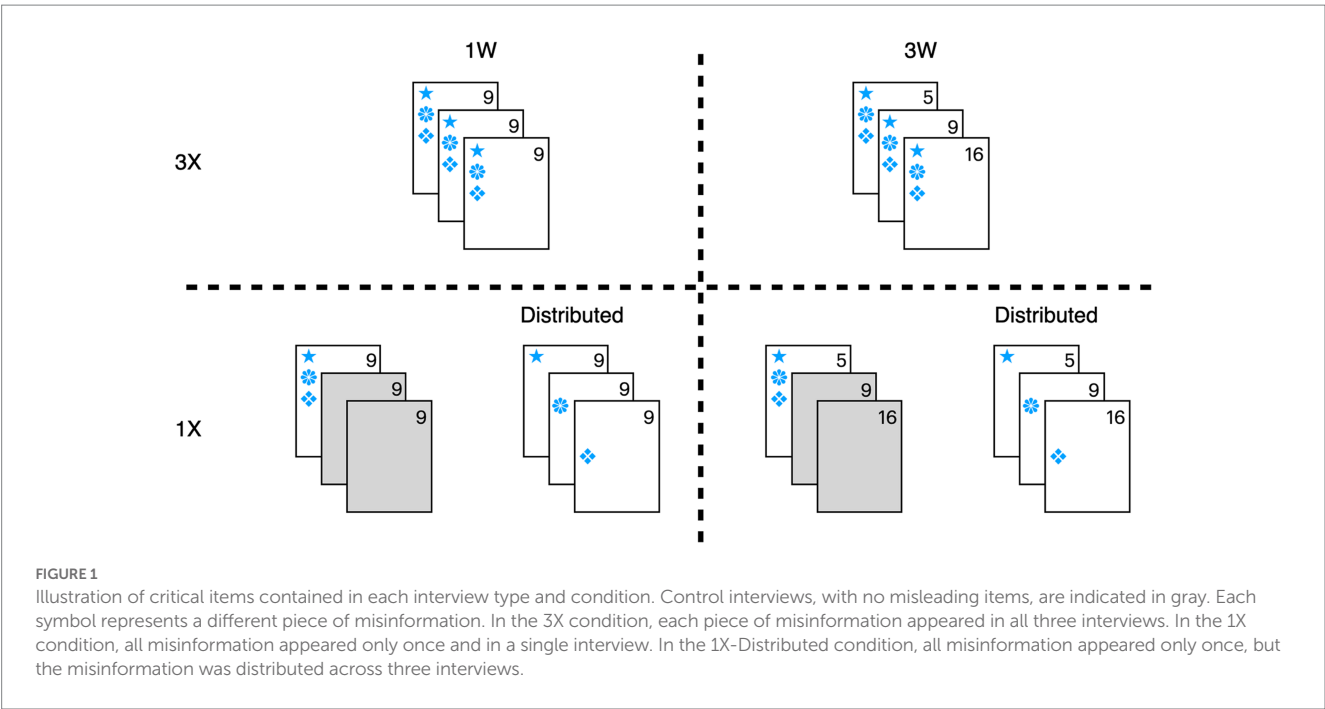 1W
3W
9
9
9
5
9
16
3X
Distributed
Distributed
9
9
9
9
9
9
5
9
16
5
9
16
1X
FIGURE 1
Illustration of critical items contained in each interview type and condition. Control interviews, with no misleading items, are indicated in gray. Each
symbol represents a different piece of misinformation. In the 3X condition, each piece of misinformation appeared in all three interviews. In the 1X
condition, all misinformation appeared only once and in a single interview. In the 1X-Distributed condition, all misinformation appeared only once, but
the misinformation was distributed across three interviews.